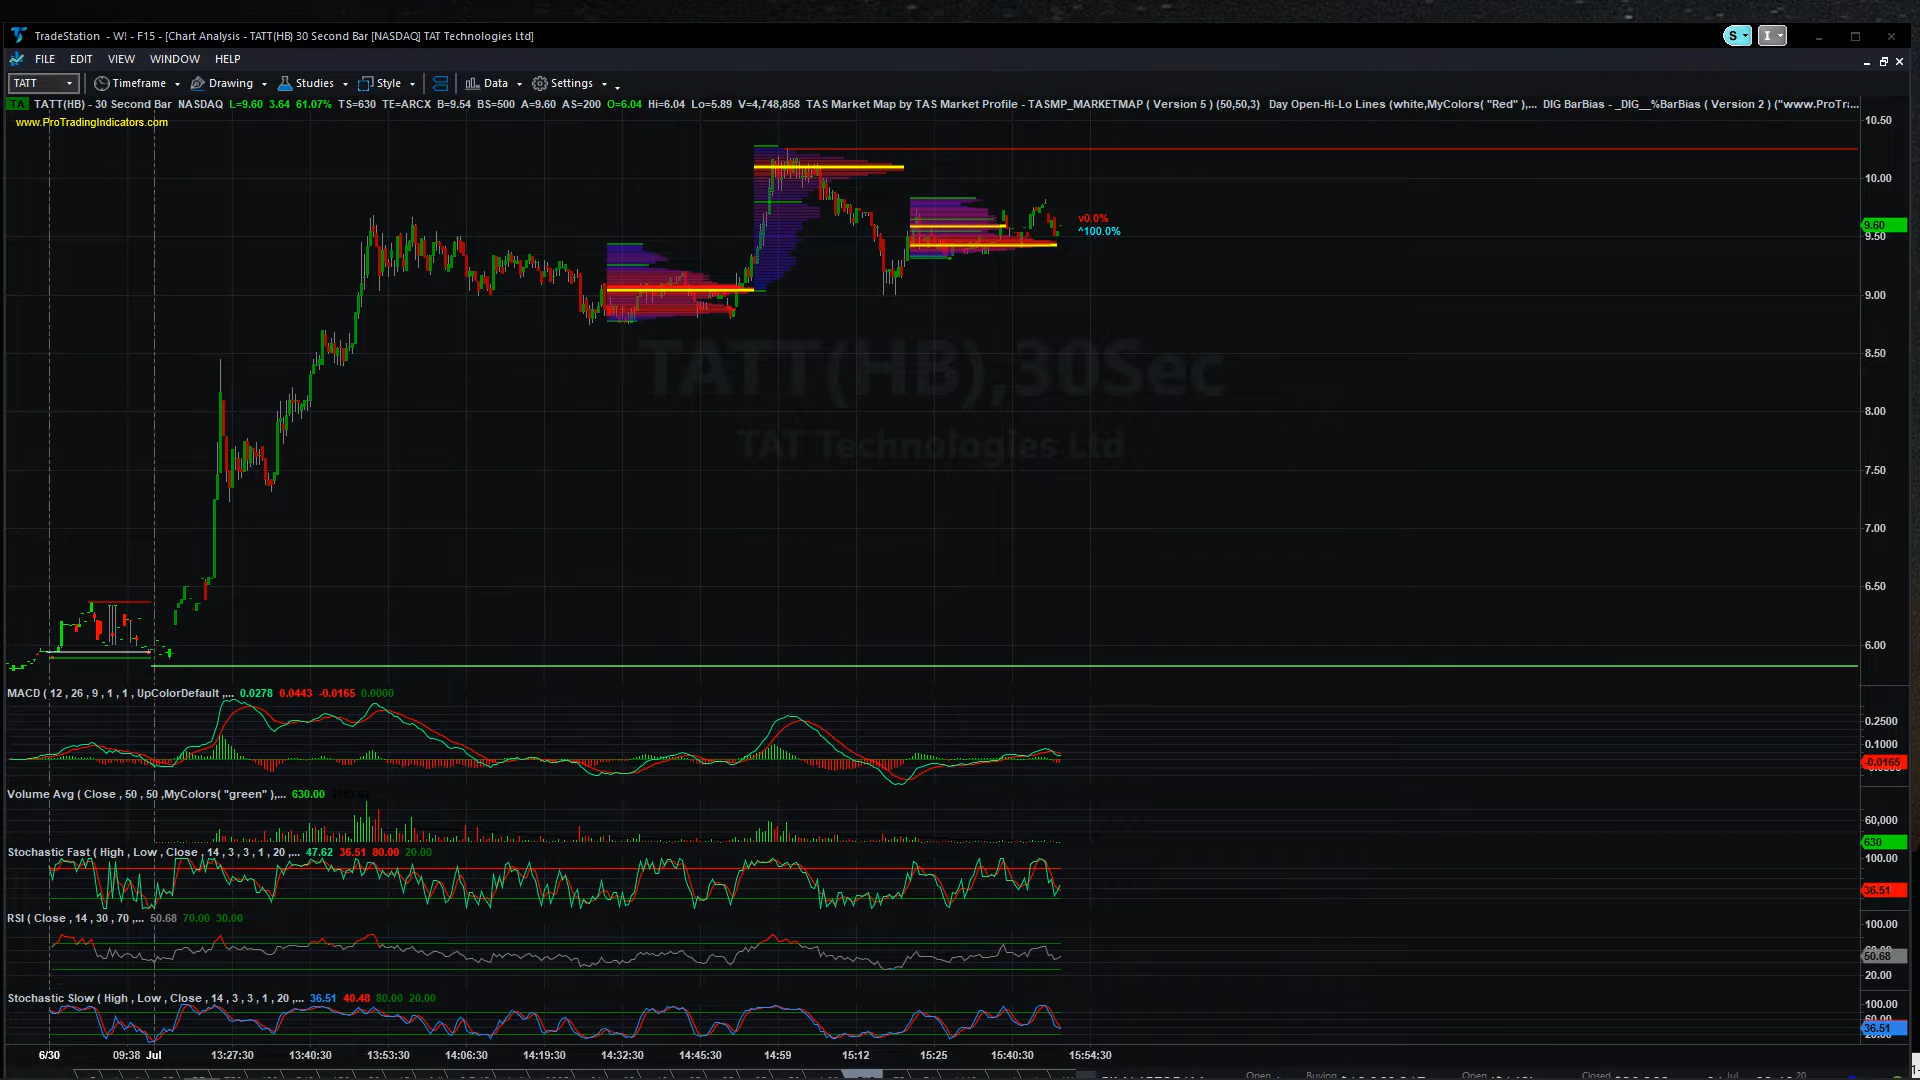 TradeStation - W! - F15 - [Chart Analysis - TATT(HB) 30 Second Bar [NASDAQ] TAT Technologies Ltd]
S I
FILE EDIT VIEW WINDOW HELP
TATT Timeframe Drawing Studies Style Data Settings
TA TATT(HB) - 30 Second Bar NASDAQ L=9.60 3.64 61.07% TS=630 TE=ARCX B=9.54 BS=500 A=9.60 AS=200 O=6.04 Hi=6.04 Lo=5.89 V=4,748,858 TAS Market Map by TAS Market Profile - TASMP_MARKETMAP ( Version 5 ) (50,50,3) Day Open-Hi-Lo Lines (white,MyColors( "Red" ),... DIG BarBias - _DIG__%BarBias ( Version 2 ) ("www.ProTr...
www.ProTradingIndicators.com
10.50
10.00
v0.0%
9.60
^100.0%
9.50
9.00
TATT(HB),30Sec
8.50
8.00
TAT Technologies Ltd
7.50
7.00
6.50
6.00
MACD ( 12 , 26 , 9 , 1 , 1 , UpColorDefault ,... 0.0278 0.0443 -0.0165 0.0000
0.2500
0.1000
-0.0165
Volume Avg ( Close , 50 , 50 ,MyColors( "green" ),... 630.00
60,000
630
Stochastic Fast ( High , Low , Close , 14 , 3 , 3 , 1 , 20 ,... 47.62 36.51 80.00 20.00
100.00
36.51
RSI ( Close , 14 , 30 , 70 ,... 50.68 70.00 30.00
100.00
50.68
20.00
Stochastic Slow ( High , Low , Close , 14 , 3 , 3 , 1 , 20 ,... 36.51 40.48 80.00 20.00
100.00
36.51
6/30 09:38 Jul 13:27:30 13:40:30 13:53:30 14:06:30 14:19:30 14:32:30 14:45:30 14:59 15:12 15:25 15:40:30 15:54:30